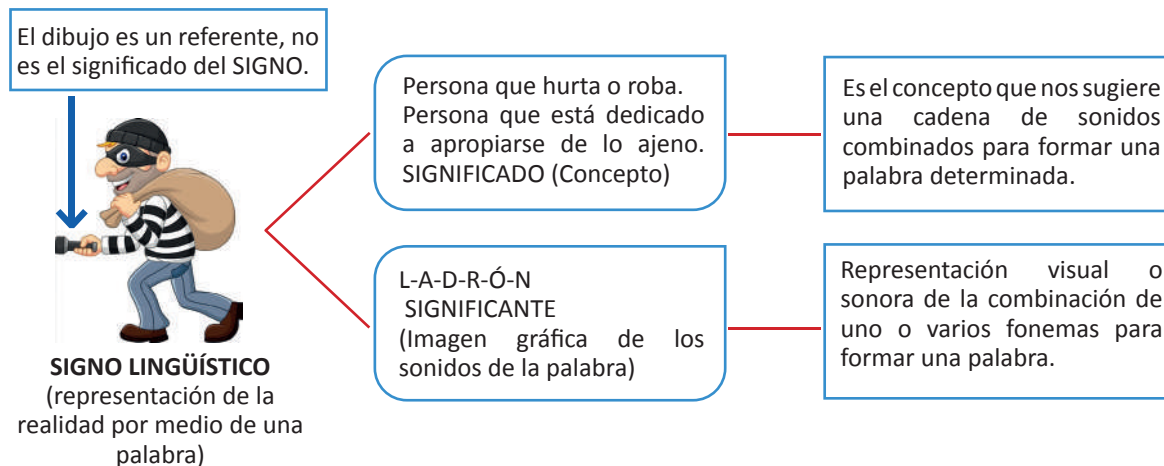 El dibujo es un referente, no
es el significado del SIGNO.
SIGNO LINGÜÍSTICO
(representación de la
realidad por medio de una
palabra)
Persona que hurta o roba.
Persona que está dedicado
a apropiarse de lo ajeno.
SIGNIFICADO (Concepto)
Es el concepto que nos sugiere
una cadena de sonidos
combinados para formar una
palabra determinada.
L-A-D-R-Ó-N
SIGNIFICANTE
(Imagen gráfica de los
sonidos de la palabra)
Representación visual o
sonora de la combinación de
uno o varios fonemas para
formar una palabra.